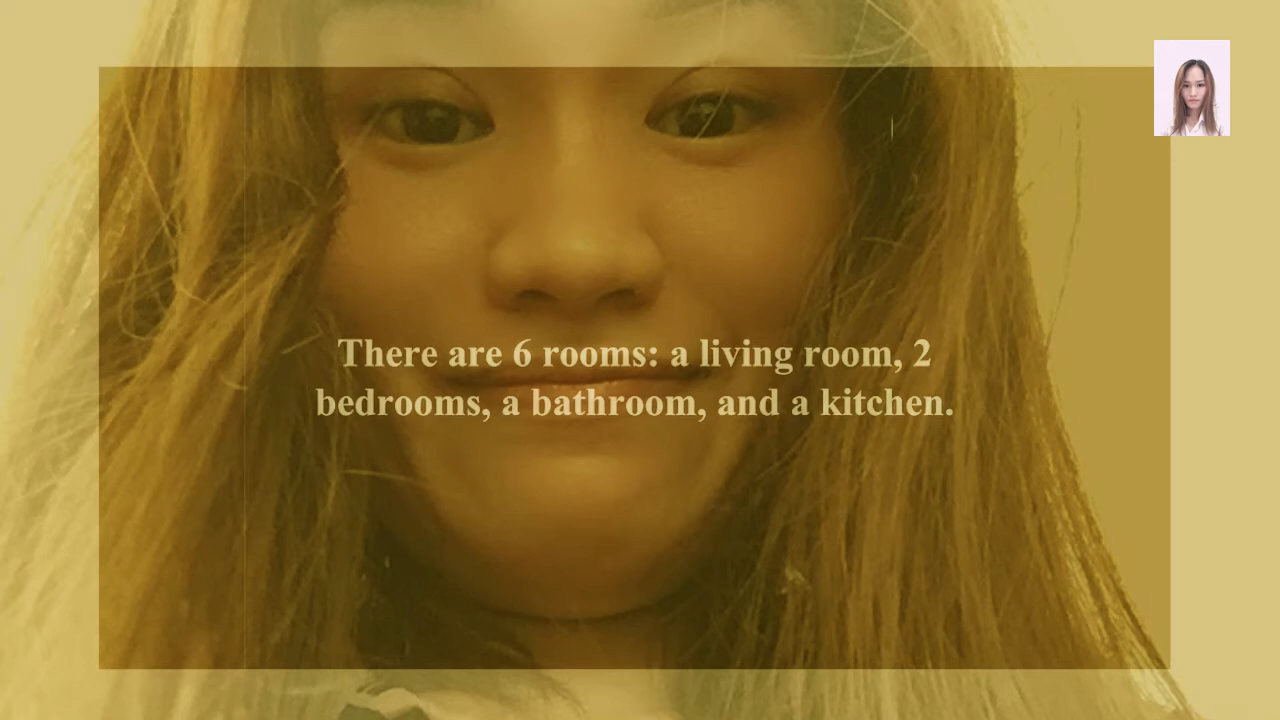 There are 6 rooms: a living room, 2
bedrooms, a bathroom, and a kitchen.